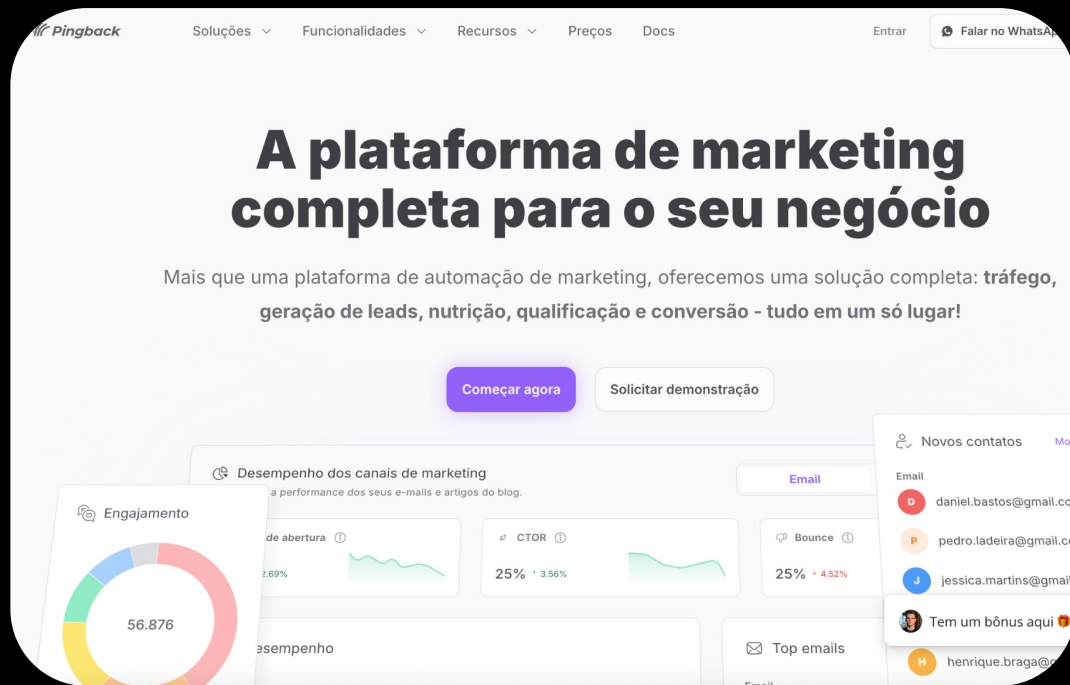 Pingback
Soluções
Funcionalidades
Recursos
Preços
Docs
Entrar
Falar no
A plataforma de marketing
completa para o seu negócio
Mais que uma plataforma de automação de marketing, oferecemos uma solução completa: tráfego,
geração de leads, nutrição, qualificação e conversão - tudo em um só lugar!
Começar agora
Solicitar demonstração
Desempenho dos canais de marketing
a performance dos seus e-mails e artigos do blog.
Email
Engajamento
56.876
de abertura
2.69%
CTOR
25% 3.56%
Bounce
25% 4.52%
Novos contatos
Email
D daniel.bastos@gmail.co
P pedro.ladeira@gmail.co
J jessica.martins@gmail
Tem um bônus aqui 🎁
H henrique.braga@g
esempenho
Top emails
Email